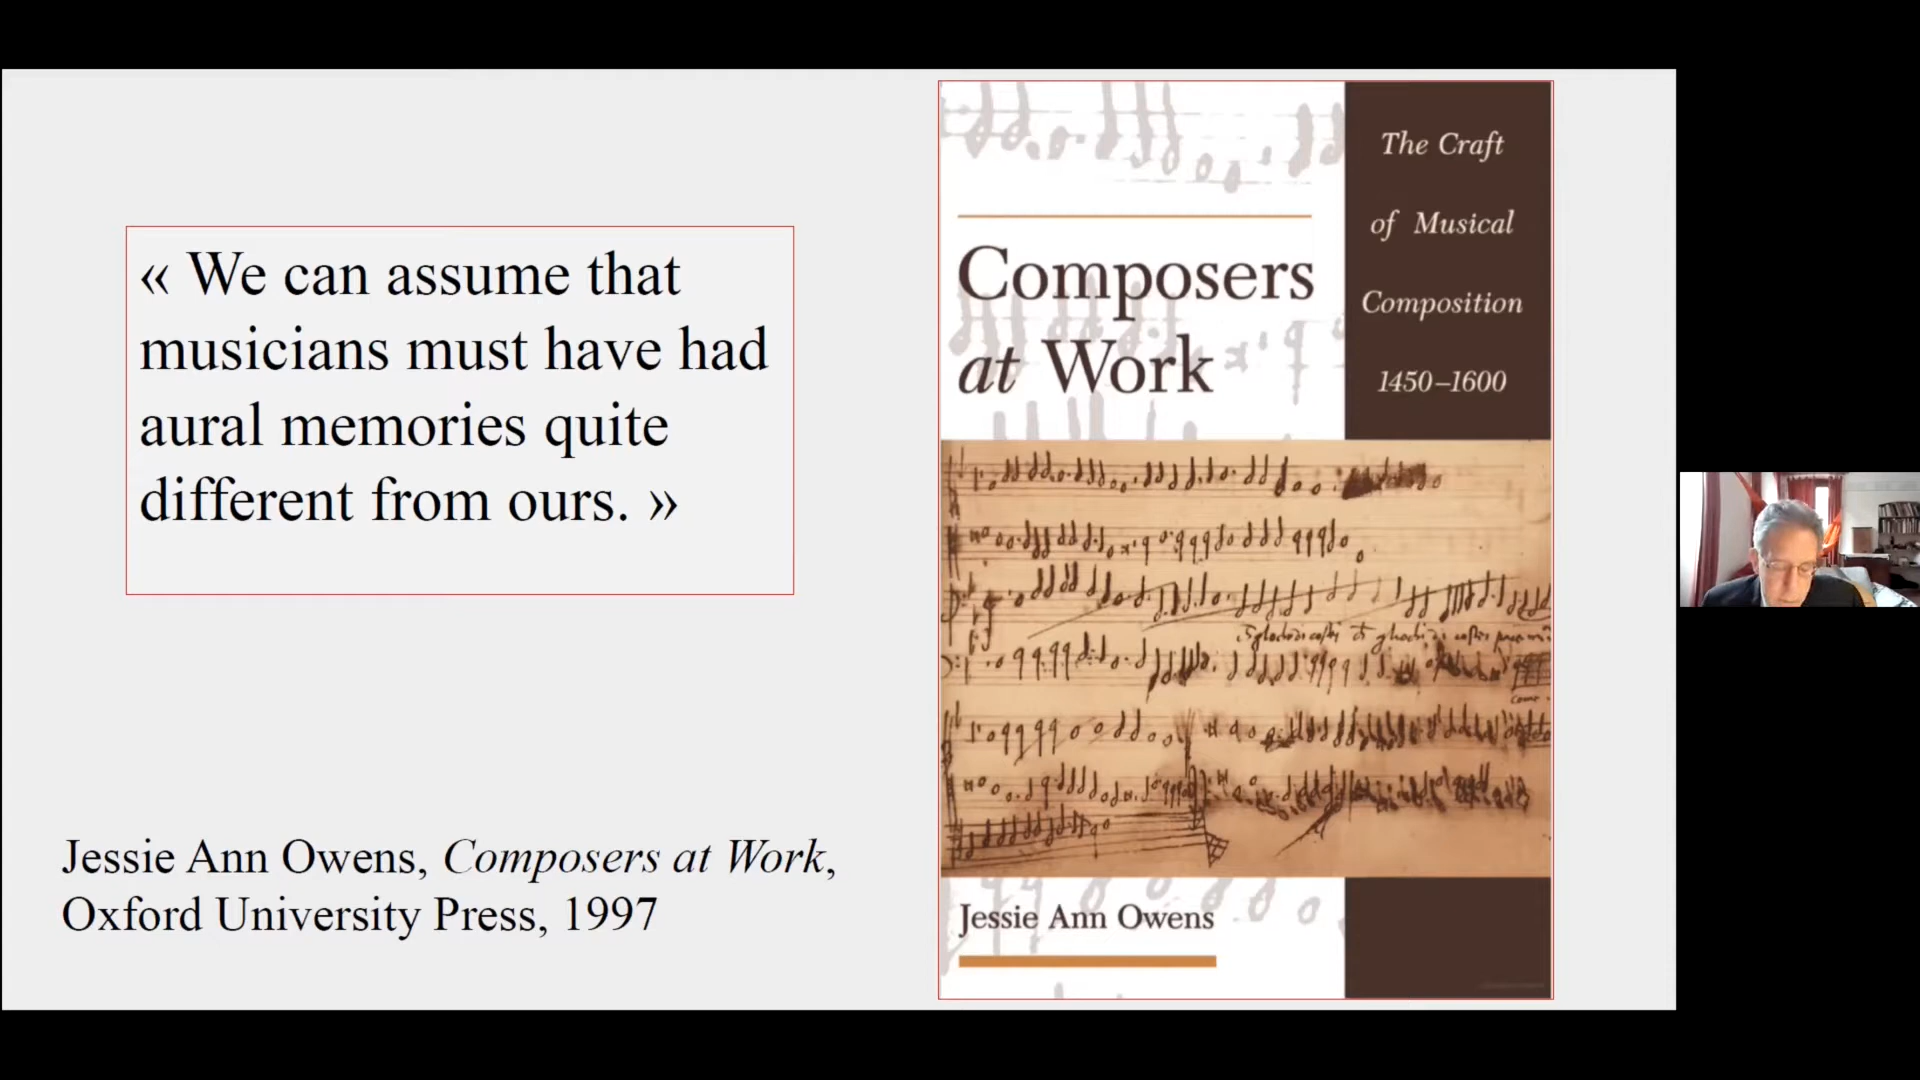 « We can assume that
musicians must have had
aural memories quite
different from ours. »
Jessie Ann Owens, Composers at Work,
Oxford University Press, 1997
The Craft
of Musical
Composition
1450–1600
Composers
at Work
Jessie Ann Owens